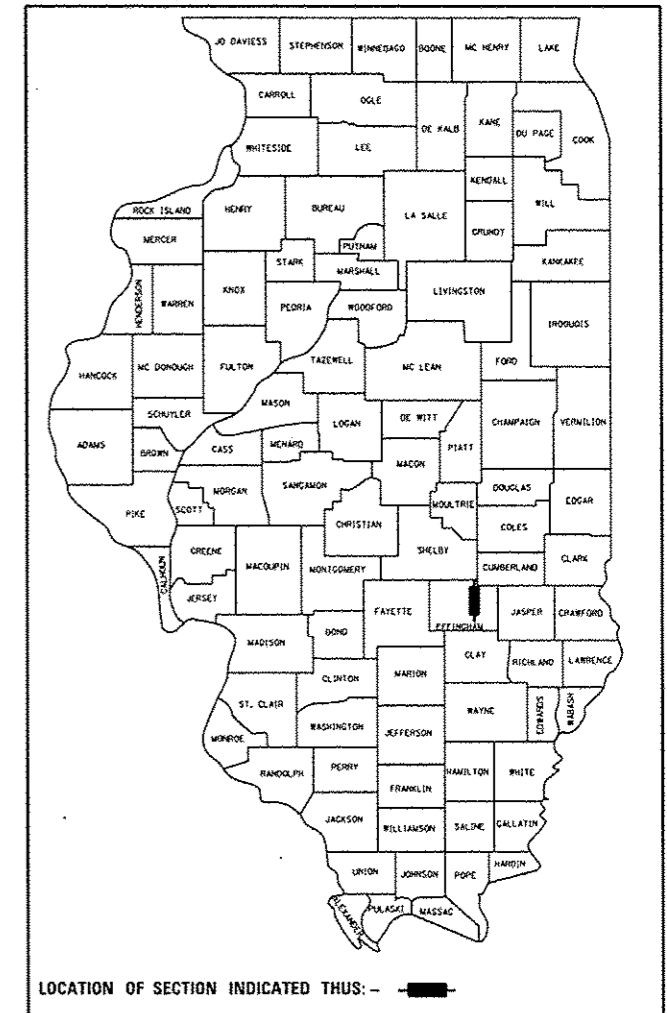 JO DAVIESS STEPHENSON WINNEBAGO BOONE MC HENRY LAKE
CARROLL OGLE DE KALB KANE DU PAGE COOK
WHITESIDE LEE KENDALL WILL
ROCK ISLAND HENRY BUREAU LA SALLE GRUNDY
MERCER PUTNAM KANKAKEE
HENDERSON WARREN KNOX STARK MARSHALL LIVINGSTON
PEORIA WOODFORD IROQUOIS
HANCOCK MC DONOUGH FULTON TAZEWELL MC LEAN FORD
SCHUYLER MASON LOGAN DE WITT CHAMPAIGN VERMILION
ADAMS BROWN CASS MENARD MACON PIATT
PIKE SCOTT MORGAN SANGAMON CHRISTIAN MOULTRIE DOUGLAS EDGAR
COLES
CALHOUN GREENE MACOUPIN MONTGOMERY SHELBY CUMBERLAND CLARK
JERSEY FAYETTE EFFINGHAM JASPER CRAWFORD
MADISON BOND CLAY RICHLAND LAWRENCE
CLINTON MARION
ST. CLAIR WAYNE EDWARDS WABASH
MONROE WASHINGTON JEFFERSON
RANDOLPH PERRY FRANKLIN HAMILTON WHITE
JACKSON WILLIAMSON SALINE GALLATIN
UNION JOHNSON POPE HARDIN
ALEXANDER PULASKI MASSAC
LOCATION OF SECTION INDICATED THUS: -